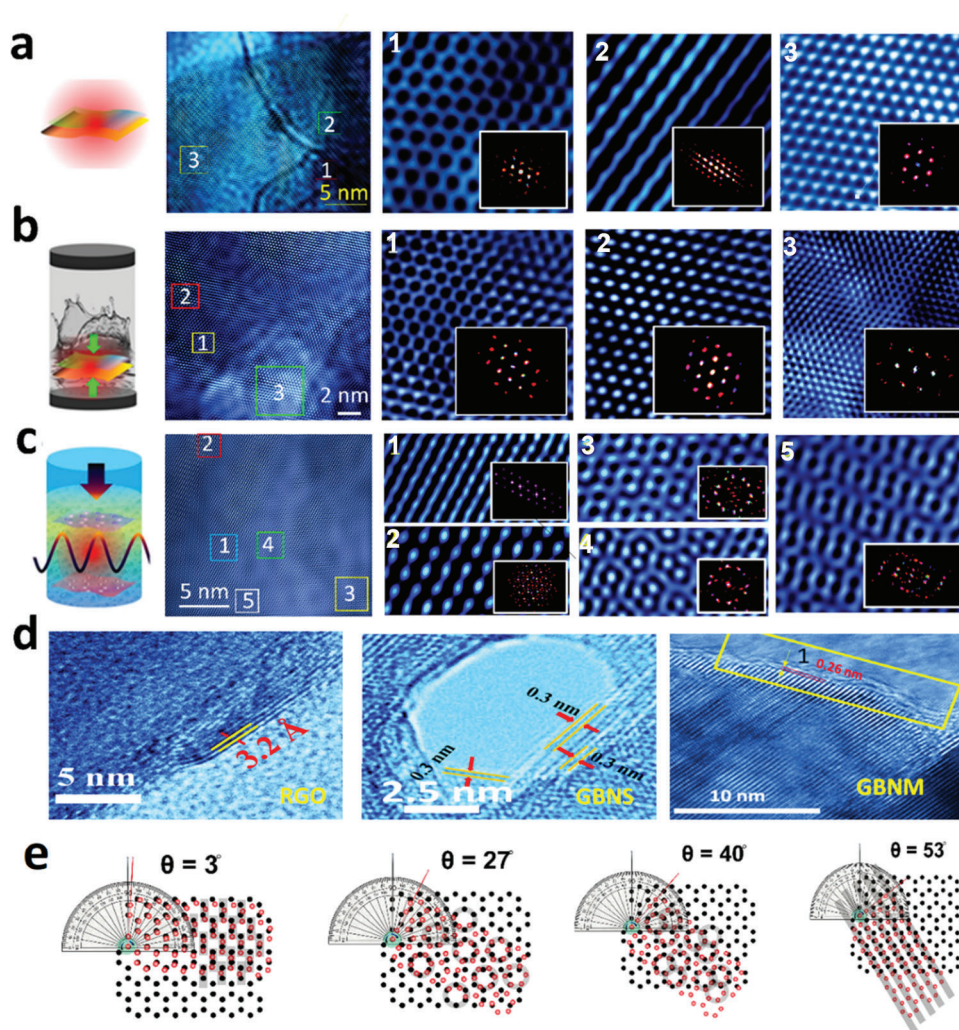 a
3
2
1
5 nm
1
2
3
b
2
1
3
2 nm
1
2
3
c
2
1
4
5
3
5 nm
1
3
5
2
4
d
3.2 Å
5 nm
RGO
0.3 nm
0.3 nm
0.3 nm
2.5 nm
GBNS
1
0.26 nm
10 nm
GBNM
e
θ = 3°
θ = 27°
θ = 40°
θ = 53°